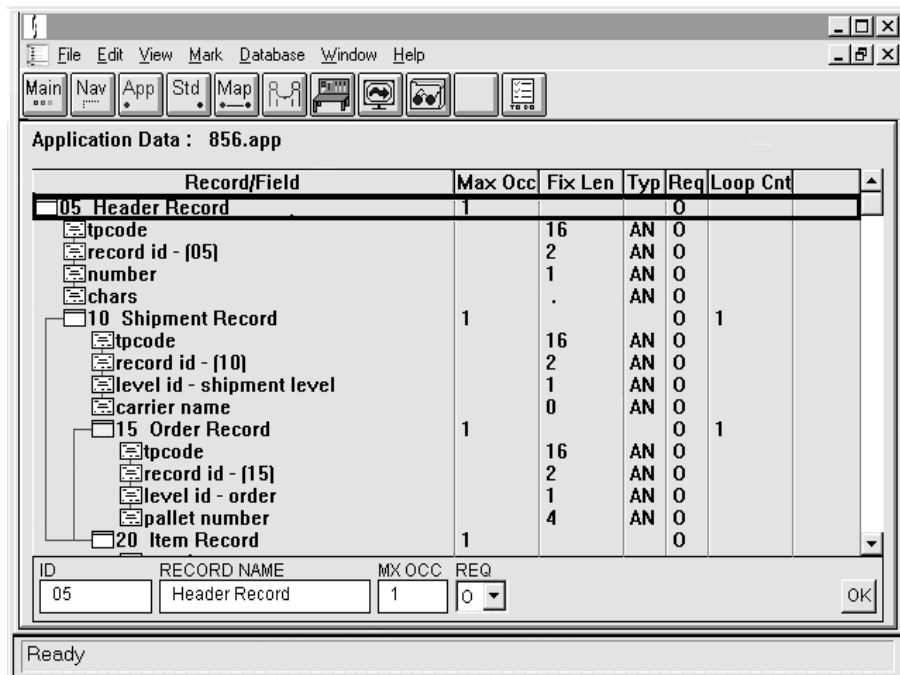 File Edit View Mark Database Window Help
Main Nav App Std Map TO DO
Application Data : 856.app
Record/Field Max Occ Fix Len Typ Req Loop Cnt
05 Header Record 1 O
tpcode 16 AN O
record id - (05) 2 AN O
number 1 AN O
chars . AN O
10 Shipment Record 1 O 1
tpcode 16 AN O
record id - (10) 2 AN O
level id - shipment level 1 AN O
carrier name 0 AN O
15 Order Record 1 O 1
tpcode 16 AN O
record id - (15) 2 AN O
level id - order 1 AN O
pallet number 4 AN O
20 Item Record 1 O
ID RECORD NAME MX OCC REQ
05 Header Record 1 O OK
Ready